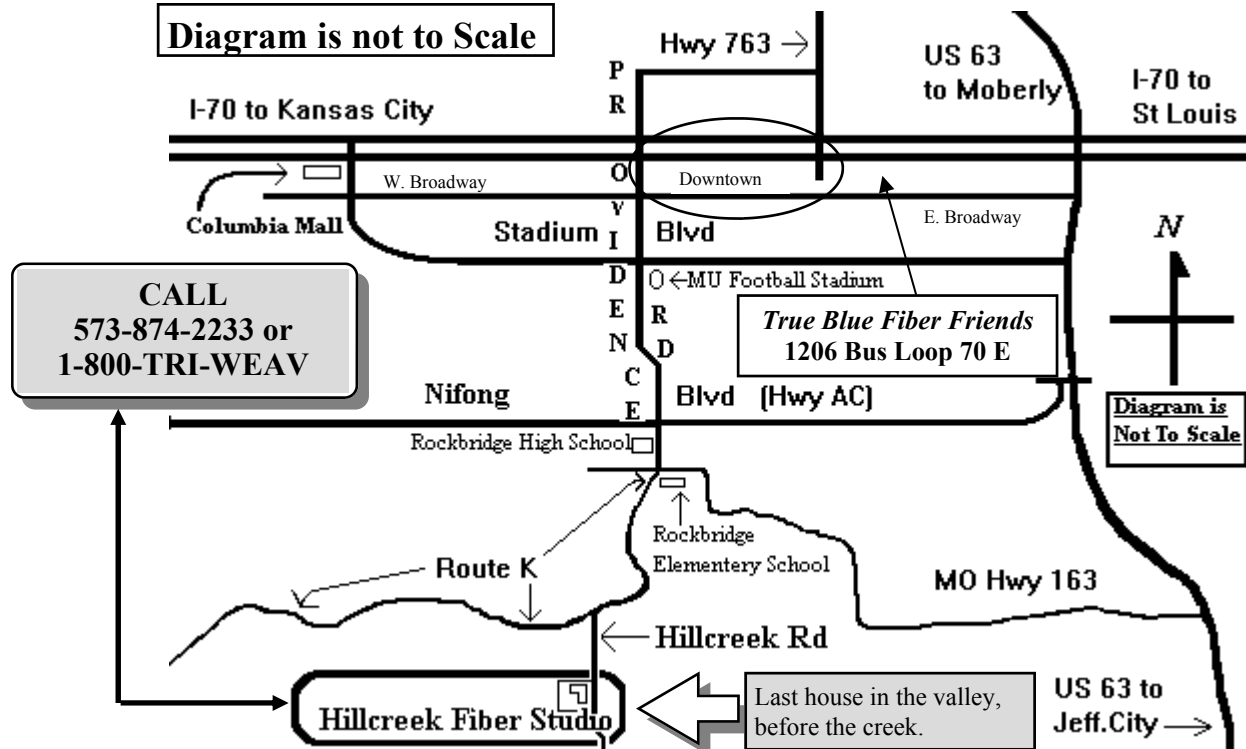 Diagram is not to Scale
Hwy 763
US 63
to Moberly
I-70 to
St Louis
I-70 to Kansas City
PROVIDENCE
RD
W. Broadway
Downtown
Columbia Mall
E. Broadway
Stadium
Blvd
N
MU Football Stadium
CALL
573-874-2233 or
1-800-TRI-WEAV
True Blue Fiber Friends
1206 Bus Loop 70 E
Nifong
Blvd (Hwy AC)
Diagram is
Not To Scale
Rockbridge High School
Rockbridge
Elementery School
Route K
MO Hwy 163
Hillcreek Rd
Hillcreek Fiber Studio
Last house in the valley,
before the creek.
US 63 to
Jeff.City